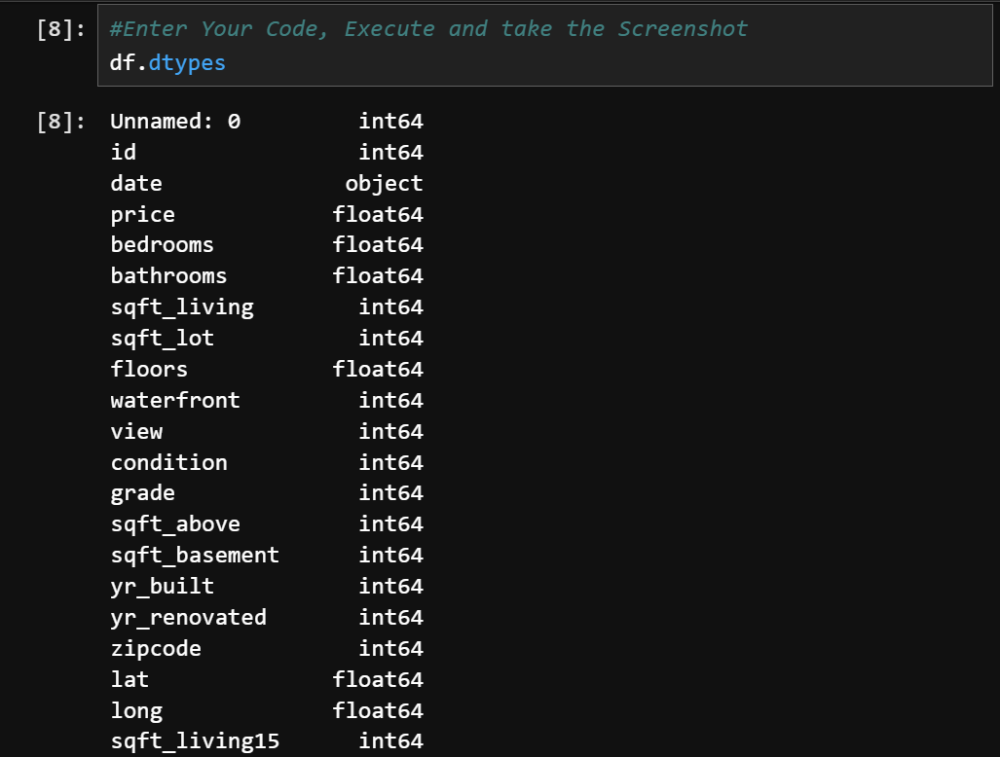 [8]: #Enter Your Code, Execute and take the Screenshot
df.dtypes
[8]: Unnamed: 0 int64
id int64
date object
price float64
bedrooms float64
bathrooms float64
sqft_living int64
sqft_lot int64
floors float64
waterfront int64
view int64
condition int64
grade int64
sqft_above int64
sqft_basement int64
yr_built int64
yr_renovated int64
zipcode int64
lat float64
long float64
sqft_living15 int64